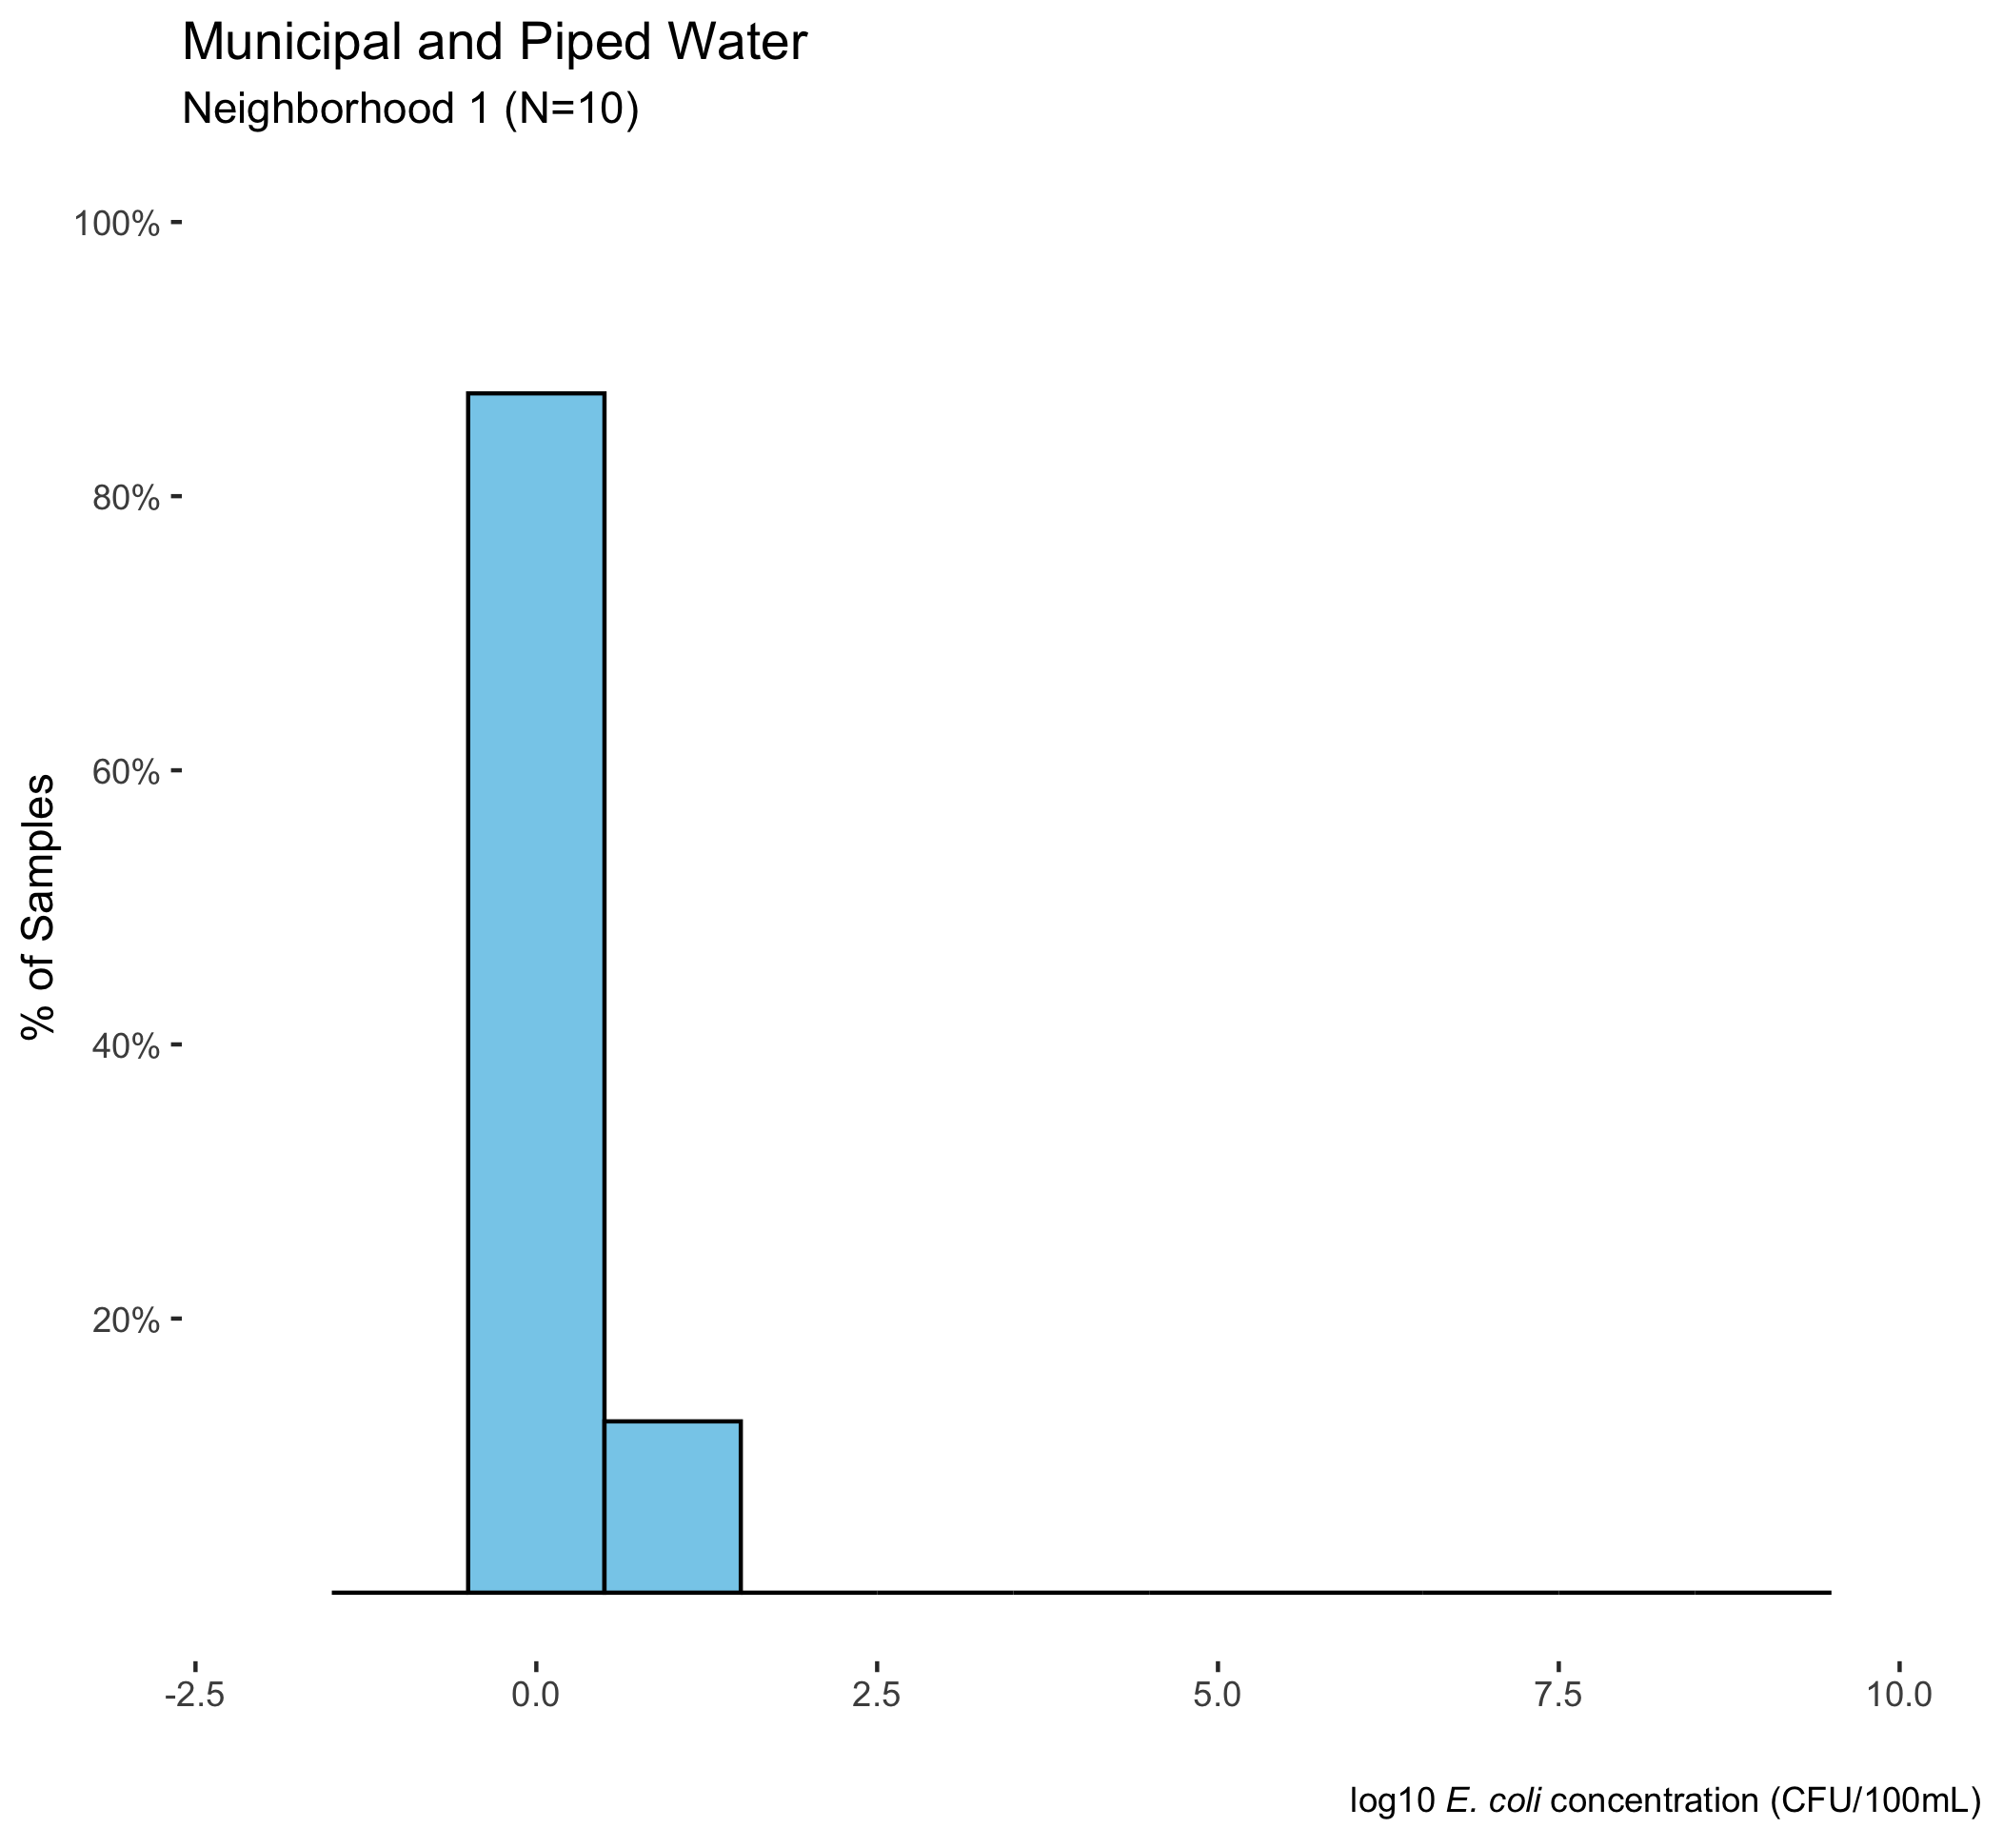 Municipal and Piped Water
Neighborhood 1 (N=10)
100%
80%
60%
40%
20%
% of Samples
-2.5
0.0
2.5
5.0
7.5
10.0
log10 E. coli concentration (CFU/100mL)